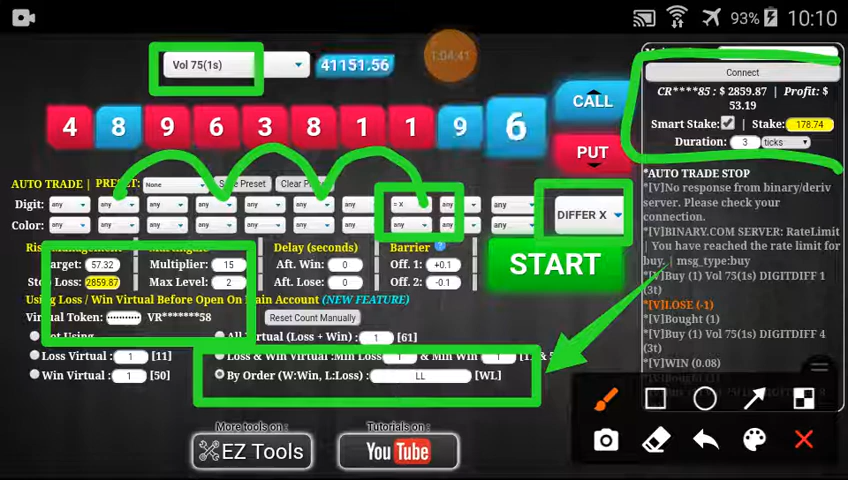 93% 10:10
Vol 75(1s) 41151.56 1:04:41
Connect
CR****85 : $ 2859.87 | Profit: $
53.19
Smart Stake: Stake: 178.74
Duration: 3 ticks
4 8 9 6 3 8 1 1 9 6
CALL
PUT
AUTO TRADE | PRESET: None Preset Clear
Digit: any any any any any any any = X any any
Color: any any any any any any any any any any
DIFFER X
Management Delay (seconds) Barrier ?
Target: 57.32 Multiplier: 15 Aft. Win: 0 Off. 1: +0.1
Loss: 2859.87 Max Level: 2 Aft. Lose: 0 Off. 2: -0.1
START
Using Loss / Win Virtual Before Open On Main Account (NEW FEATURE)
Virtual Token: ••••••••••• VR*******58 Reset Count Manually
Using All Virtual (Loss + Win) : 1 [61]
Loss Virtual : 1 [11] Loss & Win Virtual :Min Loss 1 & Min Win 1
Win Virtual : 1 [50] By Order (W:Win, L:Loss) : LL [WL]
More tools on : Tutorials on :
EZ Tools YouTube
*AUTO TRADE STOP
*[V]No response from binary/deriv
server. Please check your
connection.
*[V]BINARY.COM SERVER: RateLimit
| You have reached the rate limit for
buy. | msg_type:buy
*[V]Buy (1) Vol 75(1s) DIGITDIFF 1
(3t)
*[V]LOSE (-1)
*[V]Bought (1)
*[V]Buy (1) Vol 75(1s) DIGITDIFF 4
(3t)
*[V]WIN (0.08)